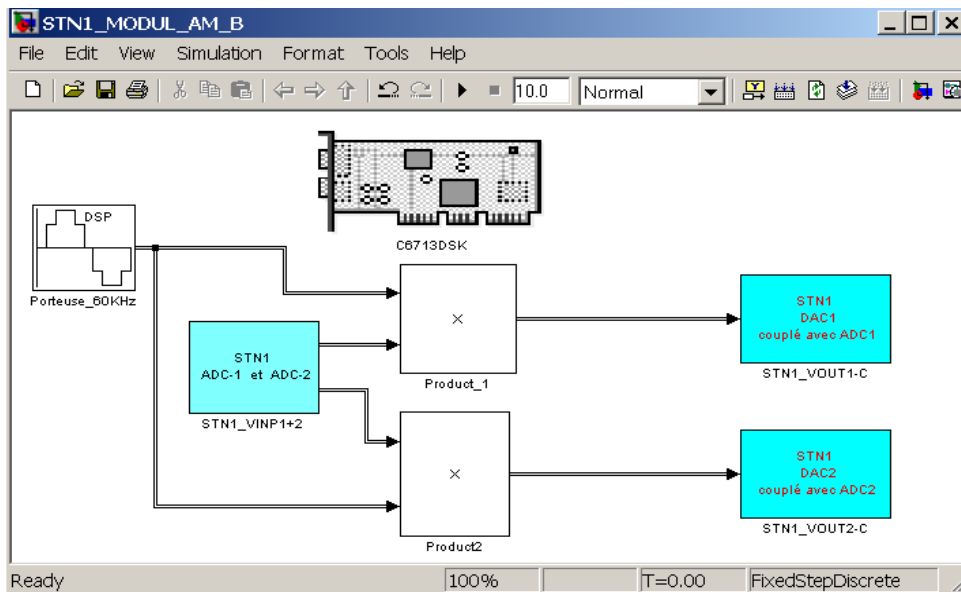 STN1_MODUL_AM_B
File Edit View Simulation Format Tools Help
10.0 Normal
C6713DSK
DSP
Porteuse_60KHz
STN1
ADC-1 et ADC-2
STN1_VINP1+2
×
Product_1
×
Product2
STN1
DAC1
couplé avec ADC1
STN1_VOUT1-C
STN1
DAC2
couplé avec ADC2
STN1_VOUT2-C
Ready 100% T=0.00 FixedStepDiscrete